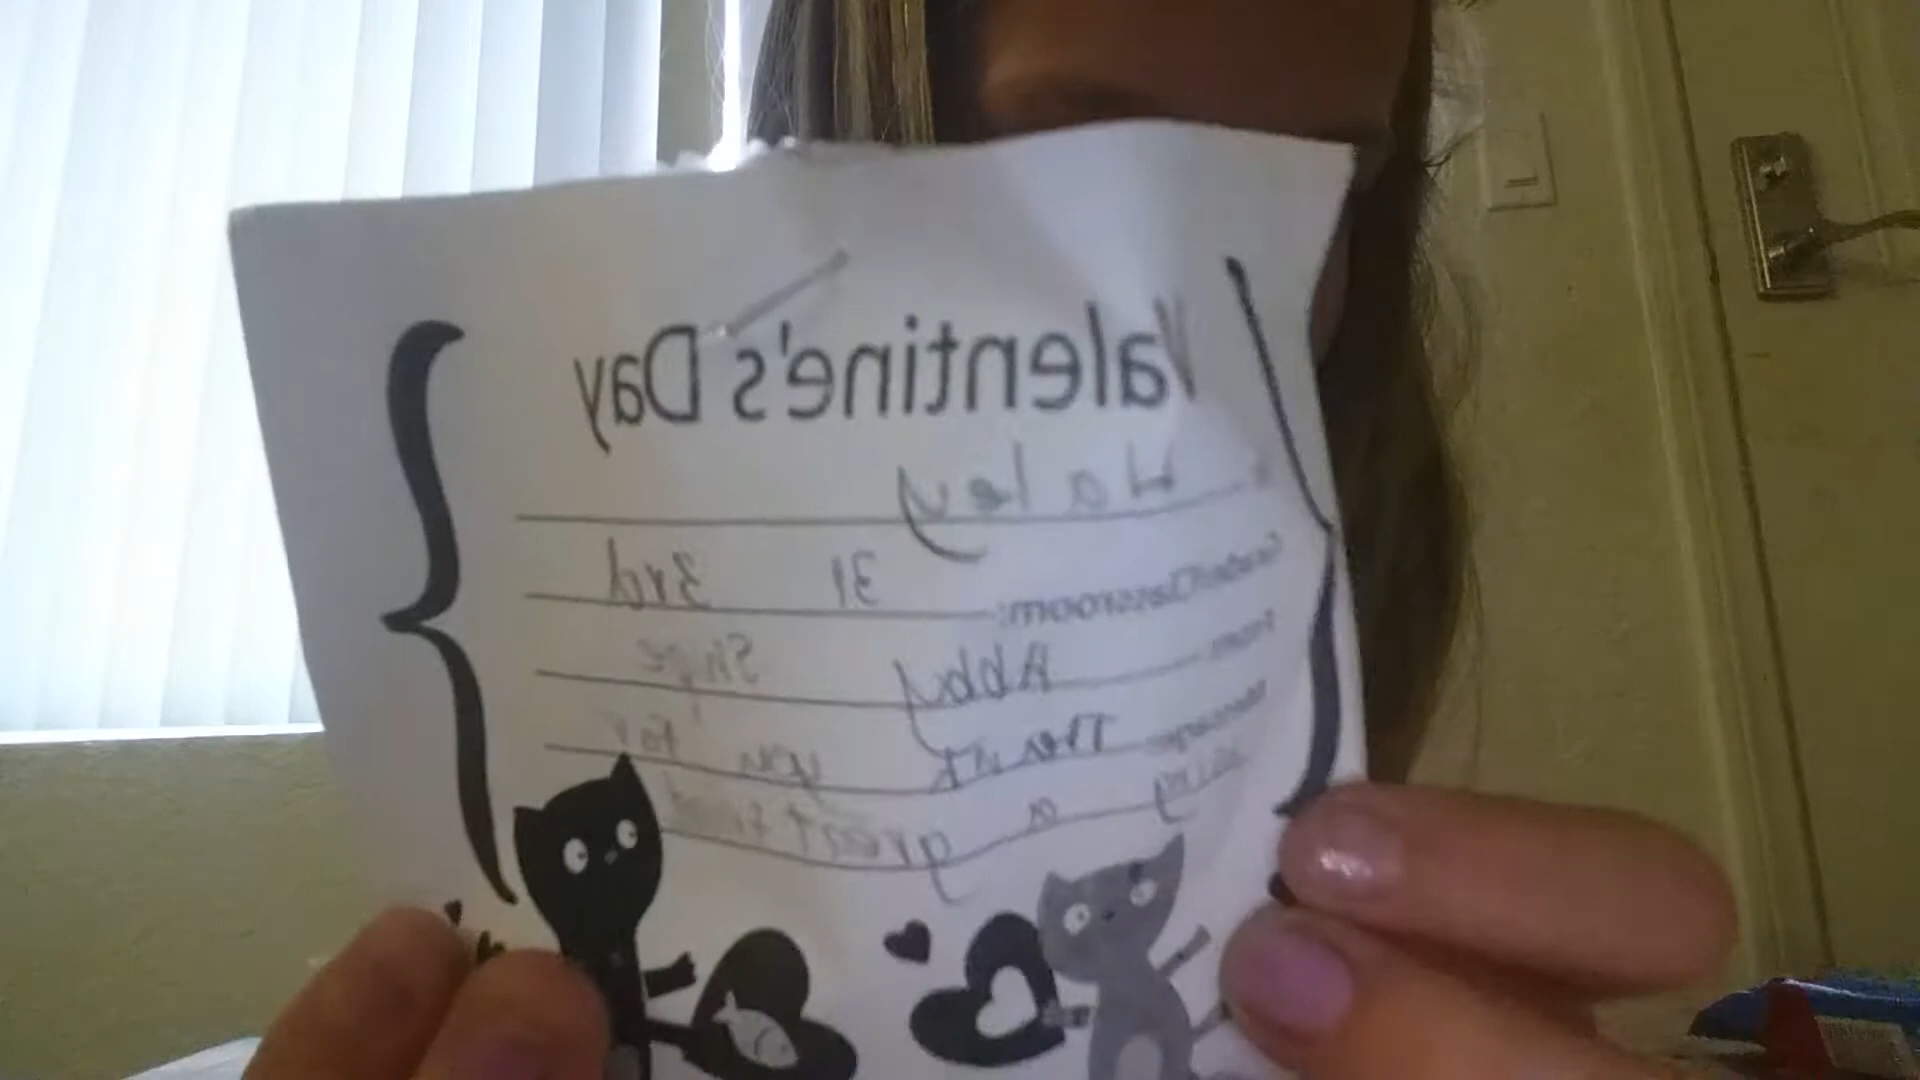 Valentine's Day
Haley
Grade/Classroom: 31 3rd
From: Abby
Message: Thank you for
being a great friend